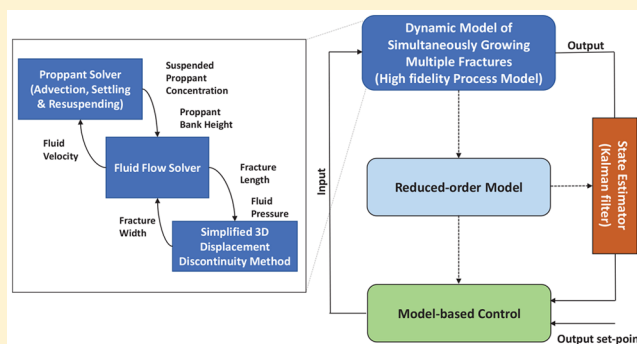 Proppant Solver
(Advection, Settling
& Resuspending)
Suspended
Proppant
Concentration
Proppant
Bank Height
Fluid
Velocity
Fluid Flow Solver
Fracture
Length
Fluid
Pressure
Fracture
Width
Simplified 3D
Displacement
Discontinuity Method
Dynamic Model of
Simultaneously Growing
Multiple Fractures
(High fidelity Process Model)
Output
Input
Reduced-order Model
State Estimator
(Kalman filter)
Model-based Control
Output set-point